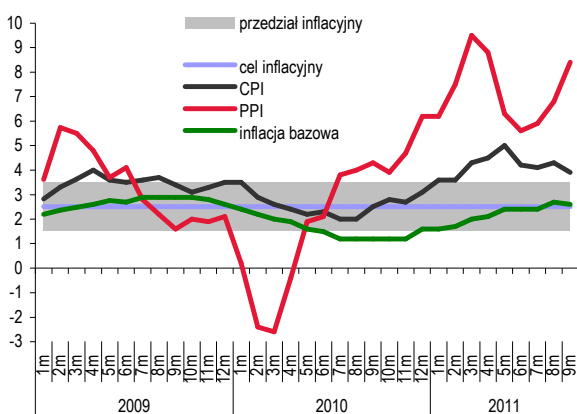 10
9
8
7
6
5
4
3
2
1
0
-1
-2
-3
przedział inflacyjny
cel inflacyjny
CPI
PPI
inflacja bazowa
1m 2m 3m 4m 5m 6m 7m 8m 9m 10m 11m 12m 1m 2m 3m 4m 5m 6m 7m 8m 9m 10m 11m 12m 1m 2m 3m 4m 5m 6m 7m 8m 9m
2009 2010 2011